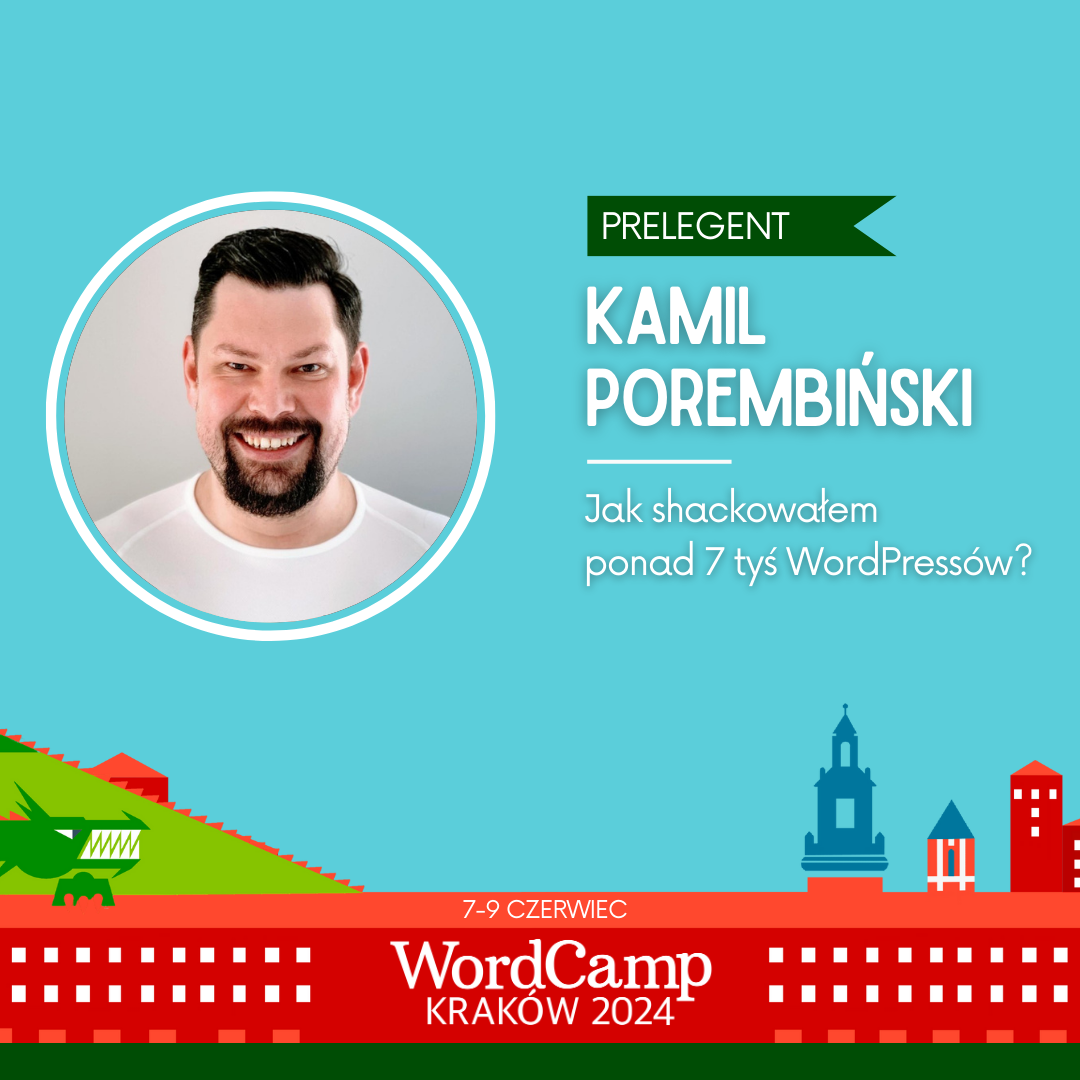 PRELEGENT
KAMIL
POREMBIŃSKI
Jak shackowałem
ponad 7 tyś WordPressów?
7-9 CZERWIEC
WordCamp
KRAKÓW 2024